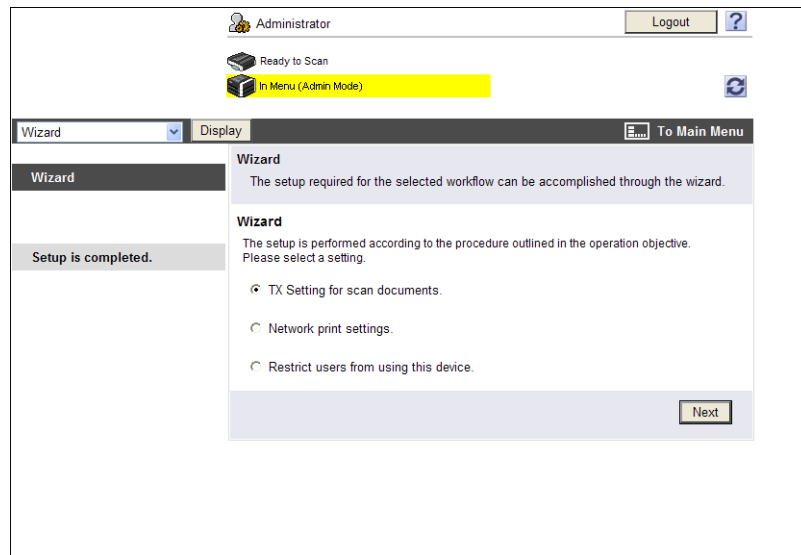 Administrator
Logout
?
Ready to Scan
In Menu (Admin Mode)
Wizard
Display
To Main Menu
Wizard
Setup is completed.
Wizard
The setup required for the selected workflow can be accomplished through the wizard.
Wizard
The setup is performed according to the procedure outlined in the operation objective.
Please select a setting.
TX Setting for scan documents.
Network print settings.
Restrict users from using this device.
Next